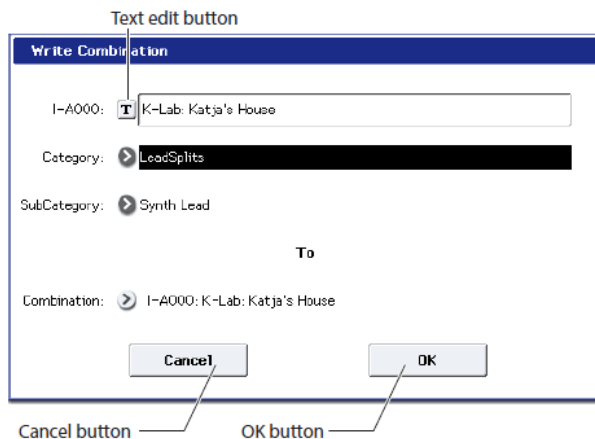 Text edit button
Write Combination
I-A000: T K-Lab: Katja's House
Category: LeadSplits
SubCategory: Synth Lead
To
Combination: I-A000: K-Lab: Katja's House
Cancel OK
Cancel button OK button